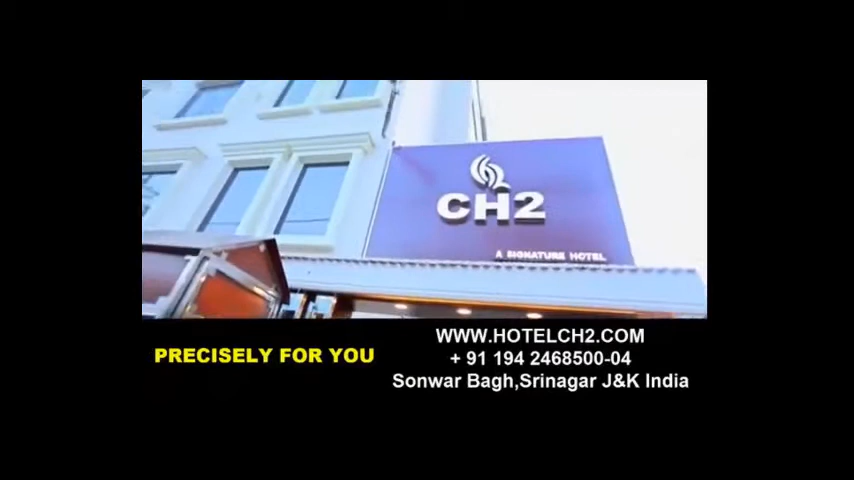 CH2
A SIGNATURE HOTEL
PRECISELY FOR YOU
WWW.HOTELCH2.COM
+ 91 194 2468500-04
Sonwar Bagh,Srinagar J&K India